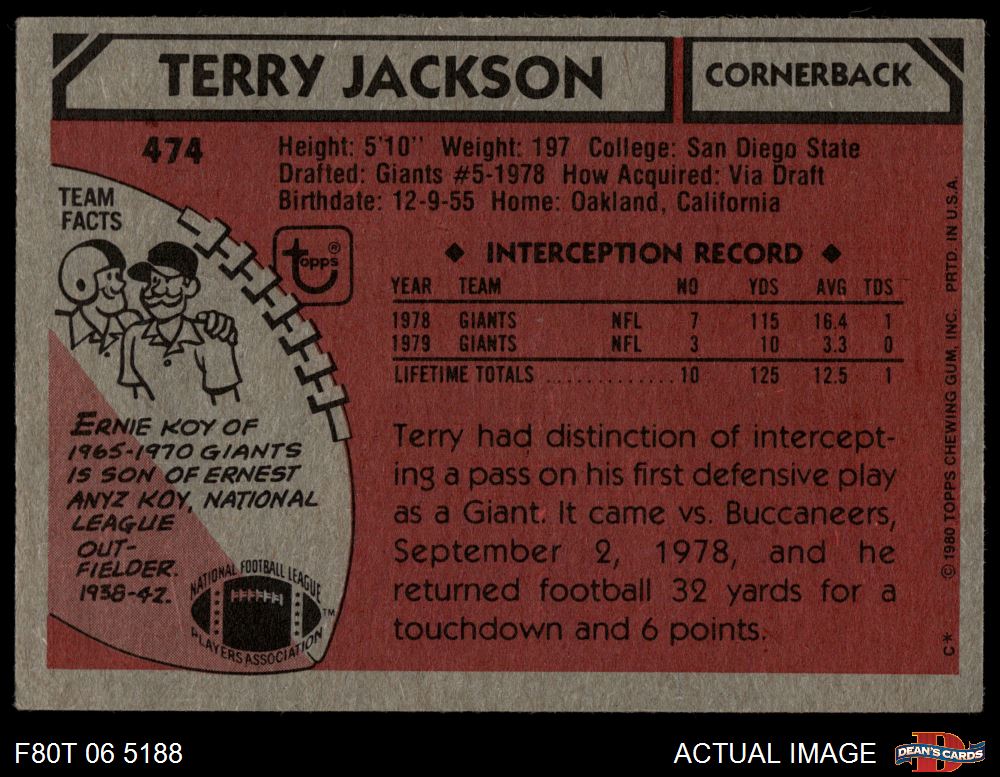 TERRY JACKSON
CORNERBACK
474
Height: 5'10" Weight: 197 College: San Diego State
Drafted: Giants #5-1978 How Acquired: Via Draft
Birthdate: 12-9-55 Home: Oakland, California
TEAM
FACTS
topps®
◆ INTERCEPTION RECORD ◆
YEAR TEAM NO YDS AVG TDS
1978 GIANTS NFL 7 115 16.4 1
1979 GIANTS NFL 3 10 3.3 0
LIFETIME TOTALS ............. 10 125 12.5 1
ERNIE KOY OF
1965-1970 GIANTS
IS SON OF ERNEST
ANYZ KOY, NATIONAL
LEAGUE
OUT-
FIELDER.
1938-42.
NATIONAL FOOTBALL LEAGUE
PLAYERS ASSOCIATION
TM
Terry had distinction of intercept-
ing a pass on his first defensive play
as a Giant. It came vs. Buccaneers,
September 2, 1978, and he
returned football 32 yards for a
touchdown and 6 points.
C* © 1980 TOPPS CHEWING GUM, INC. PRTD. IN U.S.A.
F80T 06 5188
ACTUAL IMAGE
D
DEAN'S CARDS